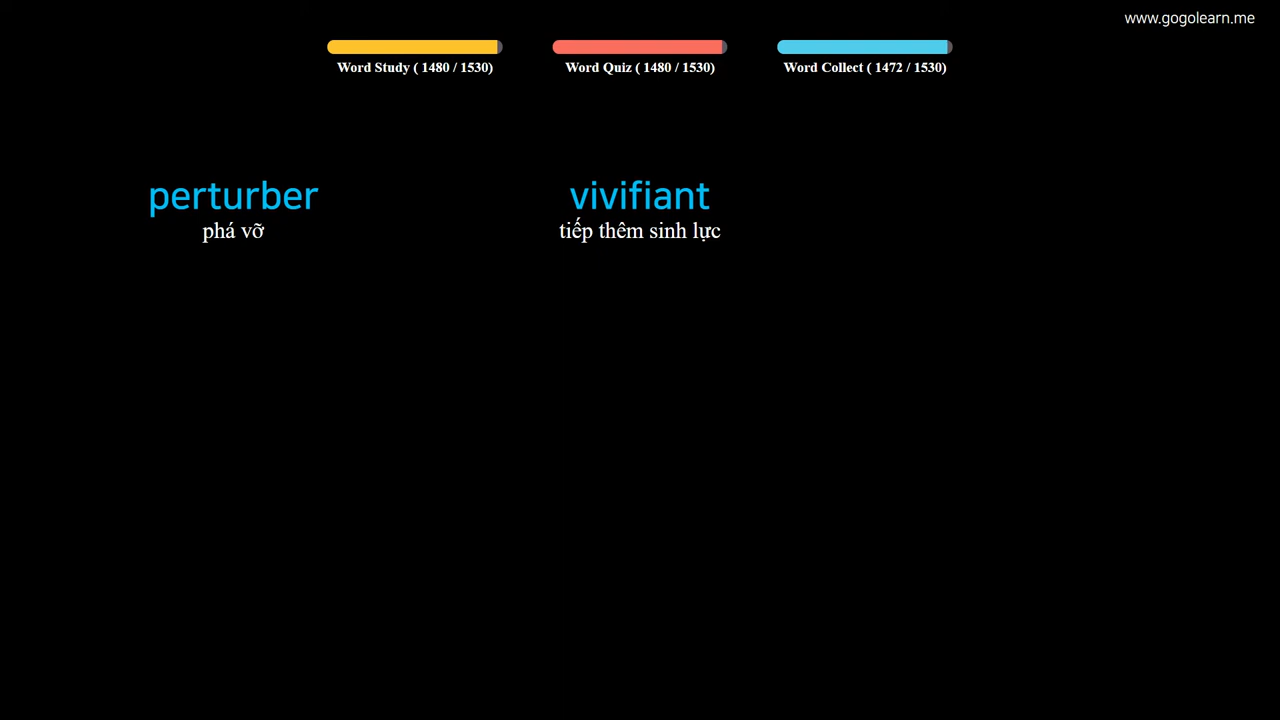 www.gogolearn.me
Word Study ( 1480 / 1530)
Word Quiz ( 1480 / 1530)
Word Collect ( 1472 / 1530)
perturber
phá vỡ
vivifiant
tiếp thêm sinh lực